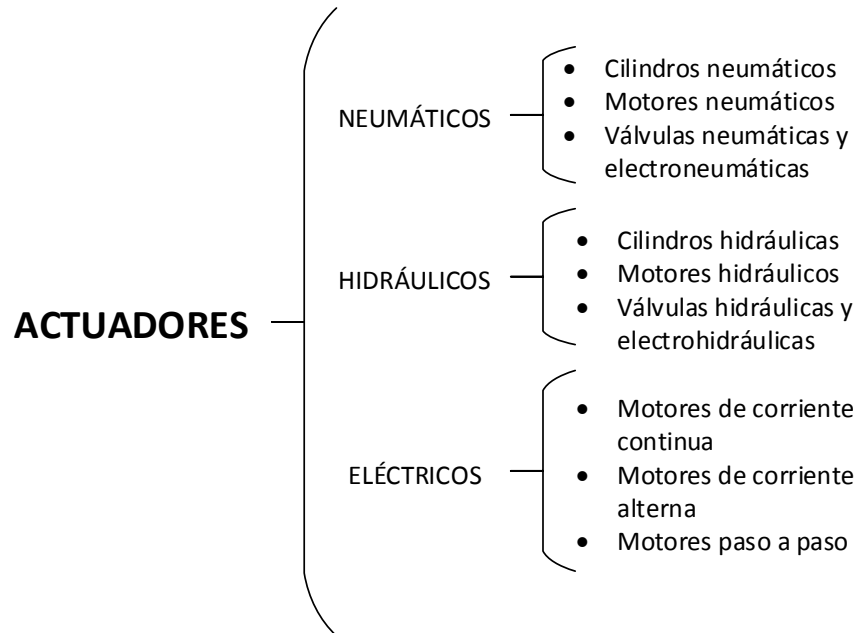 ACTUADORES
NEUMÁTICOS
• Cilindros neumáticos
• Motores neumáticos
• Válvulas neumáticas y
electroneumáticas
HIDRÁULICOS
• Cilindros hidráulicas
• Motores hidráulicos
• Válvulas hidráulicas y
electrohidráulicas
ELÉCTRICOS
• Motores de corriente
continua
• Motores de corriente
alterna
• Motores paso a paso